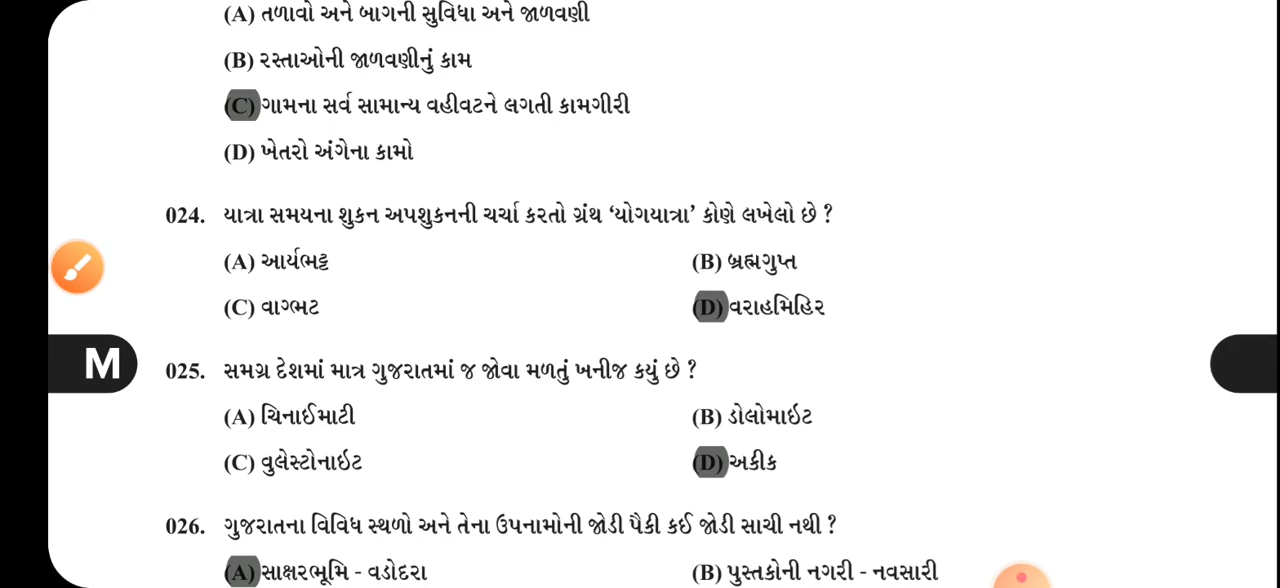 (A) તળાવો અને બાગની સુવિધા અને જાળવણી
(B) રસ્તાઓની જાળવણીનું કામ
(C) ગામના સર્વ સામાન્ય વહીવટને લગતી કામગીરી
(D) ખેતરો અંગેના કામો
024. યાત્રા સમયના શુકન અપશુકનની ચર્ચા કરતો ગ્રંથ ‘યોગયાત્રા’ કોણે લખેલો છે ?
(A) આર્યભટ્ટ (B) બ્રહ્મગુપ્ત
(C) વાગ્ભટ (D) વરાહમિહિર
M
025. સમગ્ર દેશમાં માત્ર ગુજરાતમાં જ જોવા મળતું ખનીજ કયું છે ?
(A) ચિનાઈમાટી (B) ડોલોમાઇટ
(C) વુલેસ્ટોનાઇટ (D) અકીક
026. ગુજરાતના વિવિધ સ્થળો અને તેના ઉપનામોની જોડી પૈકી કઈ જોડી સાચી નથી ?
(A) સાક્ષરભૂમિ - વડોદરા (B) પુસ્તકોની નગરી - નવસારી